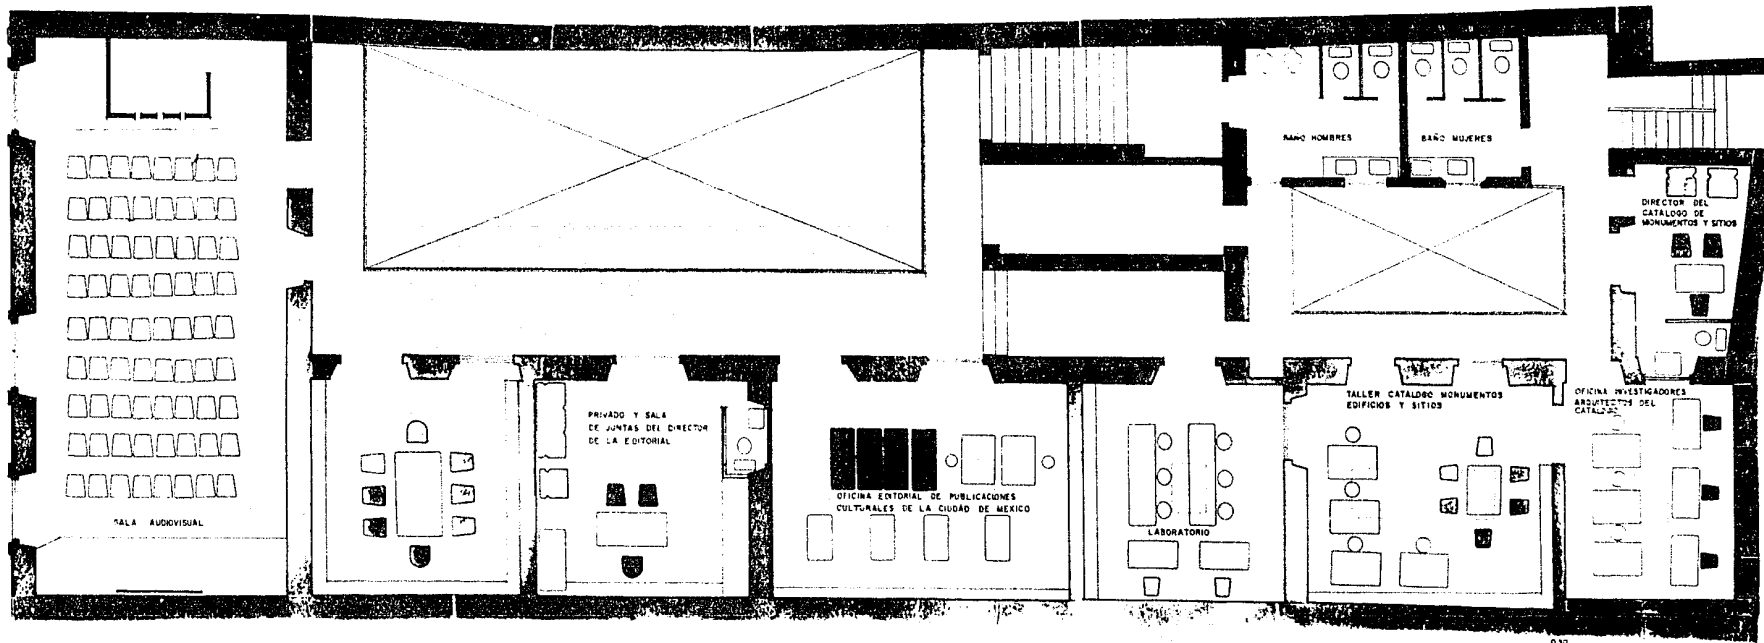 BAÑO HOMBRES
BAÑO MUJERES
DIRECTOR DEL
CATALOGO DE
MONUMENTOS Y SITIOS
PRIVADO Y SALA
DE JUNTAS DEL DIRECTOR
DE LA EDITORIAL
TALLER CATALOGO MONUMENTOS
EDIFICIOS Y SITIOS
OFICINA INVESTIGADORES
ARQUITECTOS DEL
CATALOGO
OFICINA EDITORIAL DE PUBLICACIONES
CULTURALES DE LA CIUDAD DE MEXICO
SALA AUDIOVISUAL
LABORATORIO